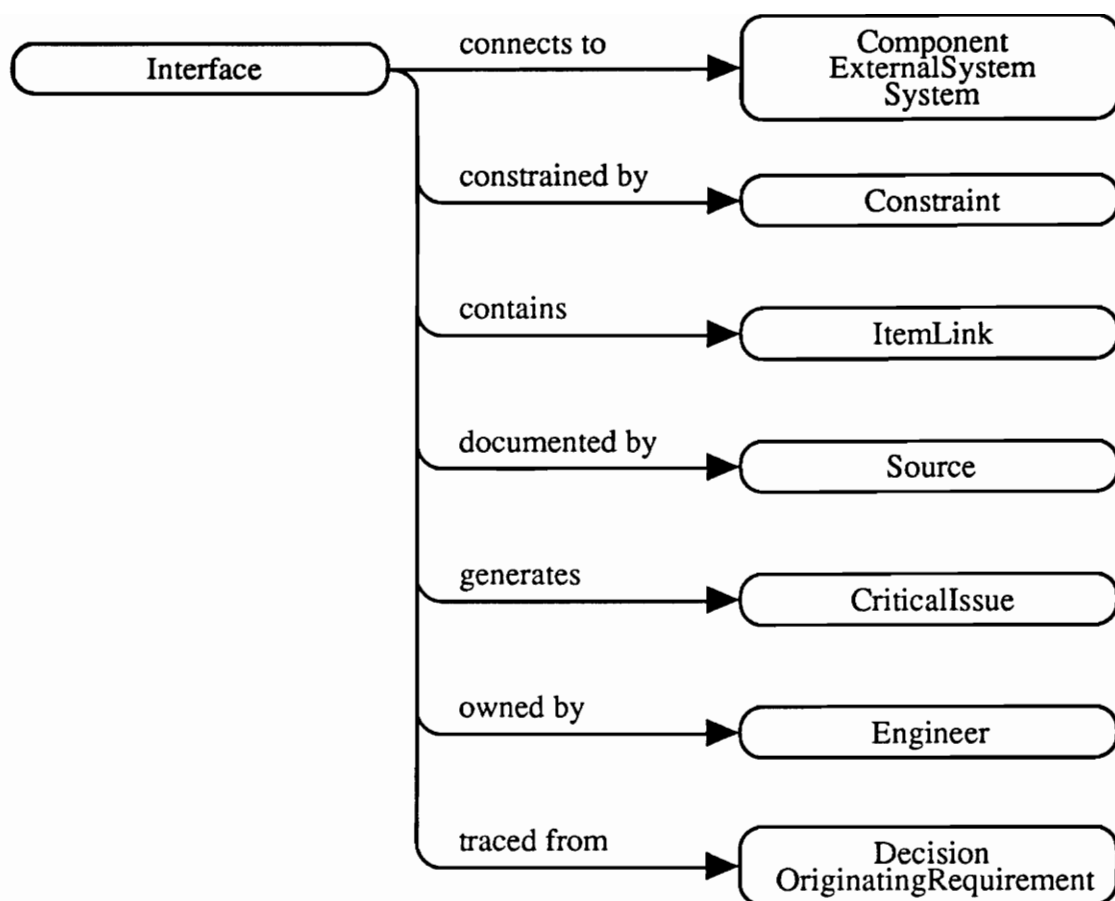 Interface
connects to
Component
ExternalSystem
System
constrained by
Constraint
contains
ItemLink
documented by
Source
generates
CriticalIssue
owned by
Engineer
traced from
Decision
OriginatingRequirement